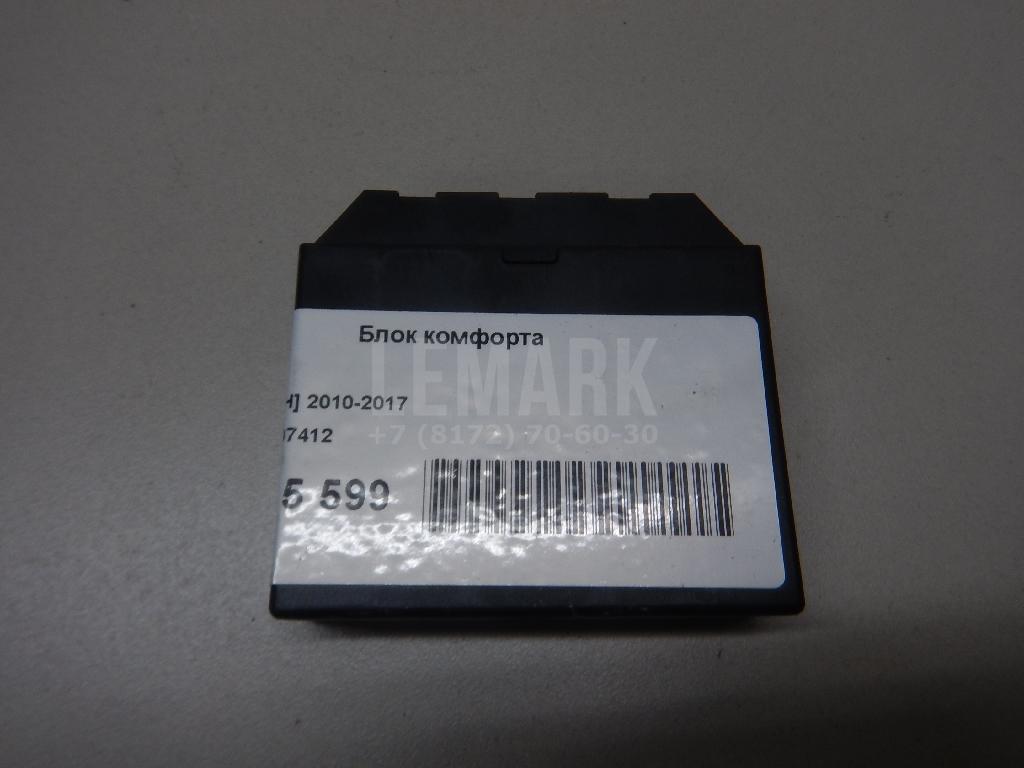 Блок комфорта
LEMARK
H] 2010-2017
+7 (8172) 70-60-30
07412
5 599